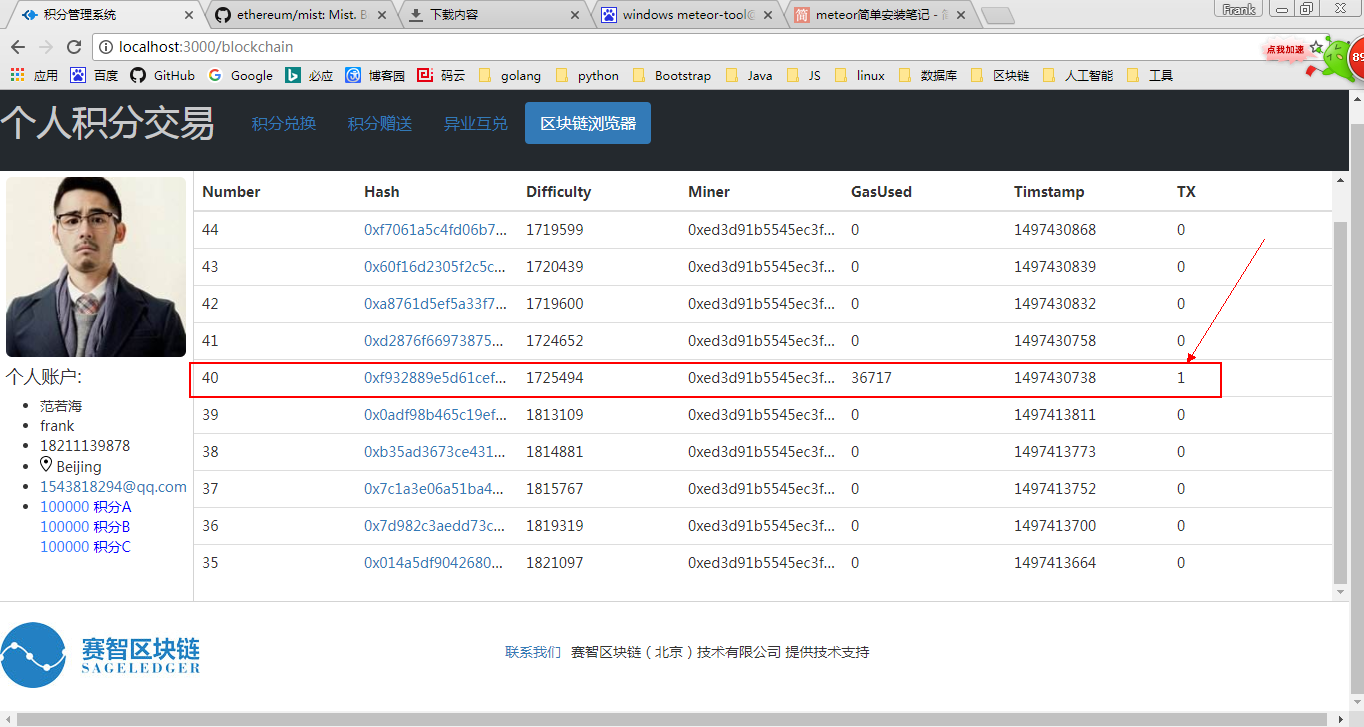 积分管理系统 ethereum/mist: Mist. B 下载内容 windows meteor-tool@ meteor简单安装笔记 - 简 Frank
localhost:3000/blockchain
点我加速 89
应用 百度 GitHub Google 必应 博客园 码云 golang python Bootstrap Java JS linux 数据库 区块链 人工智能 工具
个人积分交易 积分兑换 积分赠送 异业互兑 区块链浏览器
Number Hash Difficulty Miner GasUsed Timstamp TX
44 0xf7061a5c4fd06b7... 1719599 0xed3d91b5545ec3f... 0 1497430868 0
43 0x60f16d2305f2c5c... 1720439 0xed3d91b5545ec3f... 0 1497430839 0
42 0xa8761d5ef5a33f7... 1719600 0xed3d91b5545ec3f... 0 1497430832 0
41 0xd2876f66973875... 1724652 0xed3d91b5545ec3f... 0 1497430758 0
40 0xf932889e5d61cef... 1725494 0xed3d91b5545ec3f... 36717 1497430738 1
39 0x0adf98b465c19ef... 1813109 0xed3d91b5545ec3f... 0 1497413811 0
38 0xb35ad3673ce431... 1814881 0xed3d91b5545ec3f... 0 1497413773 0
37 0x7c1a3e06a51ba4... 1815767 0xed3d91b5545ec3f... 0 1497413752 0
36 0x7d982c3aedd73c... 1819319 0xed3d91b5545ec3f... 0 1497413700 0
35 0x014a5df9042680... 1821097 0xed3d91b5545ec3f... 0 1497413664 0
个人账户:
范若海
frank
18211139878
Beijing
1543818294@qq.com
100000 积分A
100000 积分B
100000 积分C
赛智区块链
SAGELEDGER
联系我们 赛智区块链（北京）技术有限公司 提供技术支持